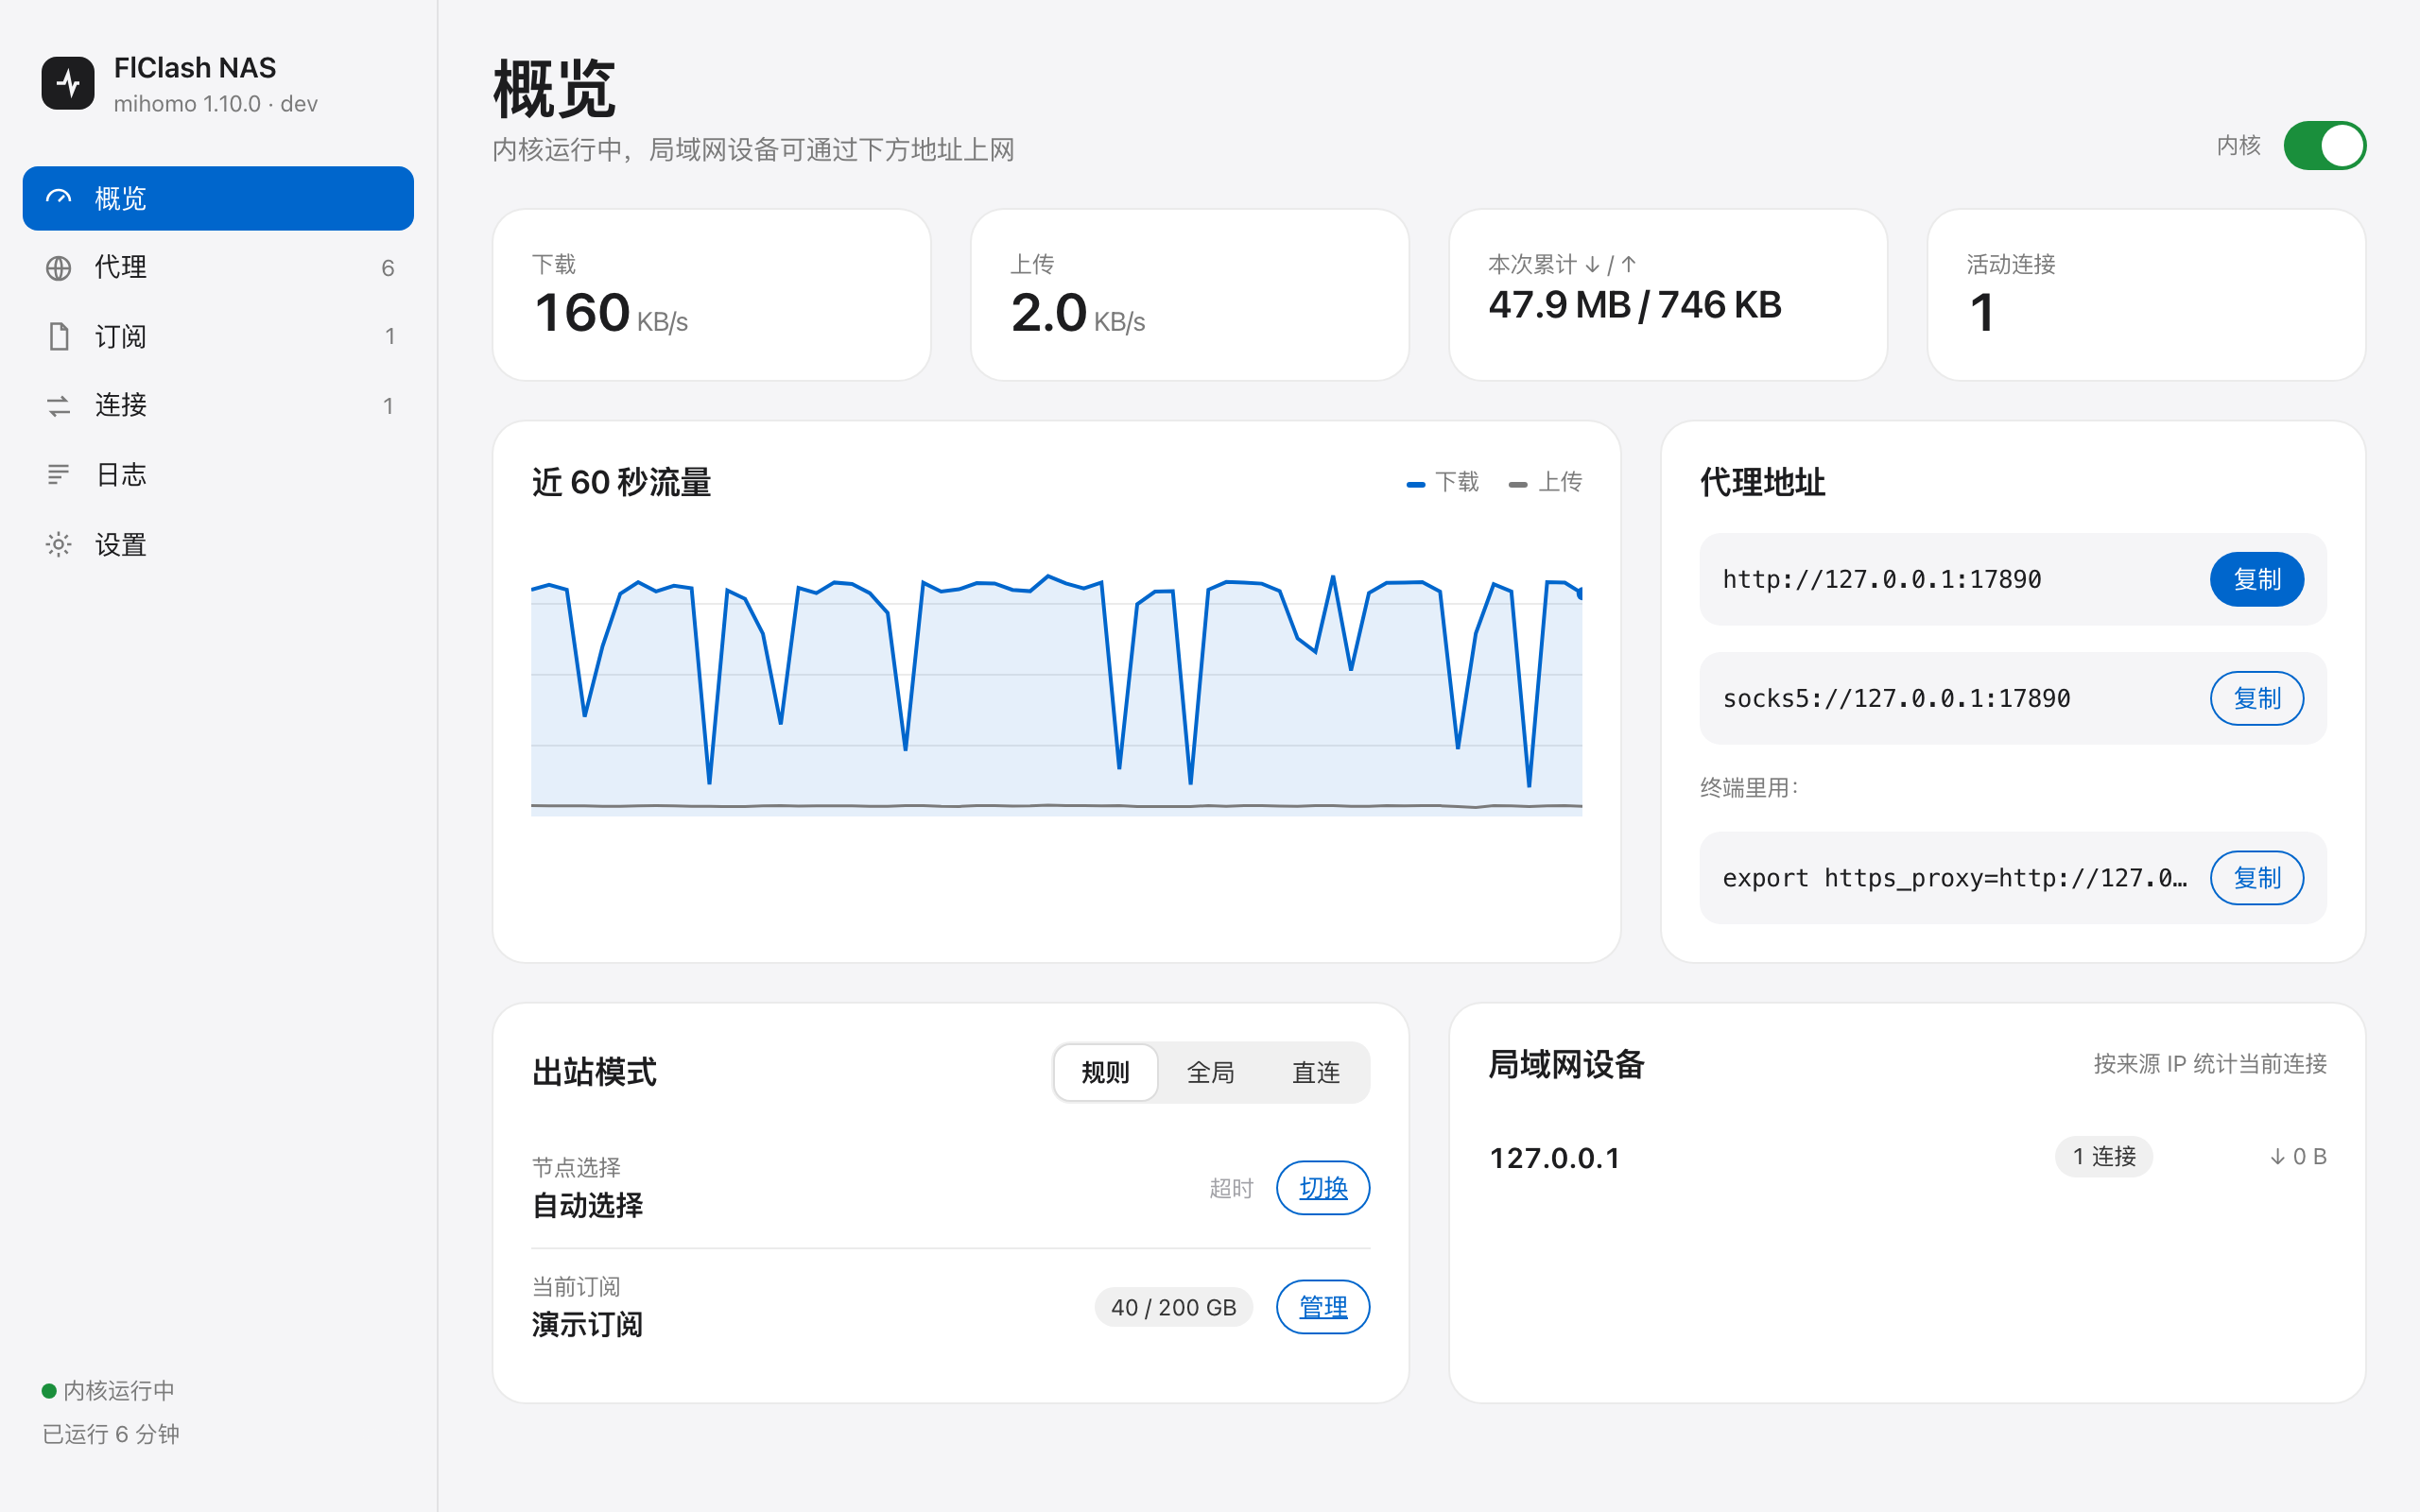 FlClash NAS
mihomo 1.10.0 · dev
概览
代理 6
订阅 1
连接 1
日志
设置
内核运行中
已运行 6 分钟
概览
内核运行中，局域网设备可通过下方地址上网
内核
下载
160 KB/s
上传
2.0 KB/s
本次累计 ↓ / ↑
47.9 MB / 746 KB
活动连接
1
近 60 秒流量
下载 上传
代理地址
http://127.0.0.1:17890 复制
socks5://127.0.0.1:17890 复制
终端里用：
export https_proxy=http://127.0… 复制
出站模式
规则 全局 直连
节点选择
自动选择
超时 切换
当前订阅
演示订阅
40 / 200 GB 管理
局域网设备
按来源 IP 统计当前连接
127.0.0.1 1 连接 ↓ 0 B